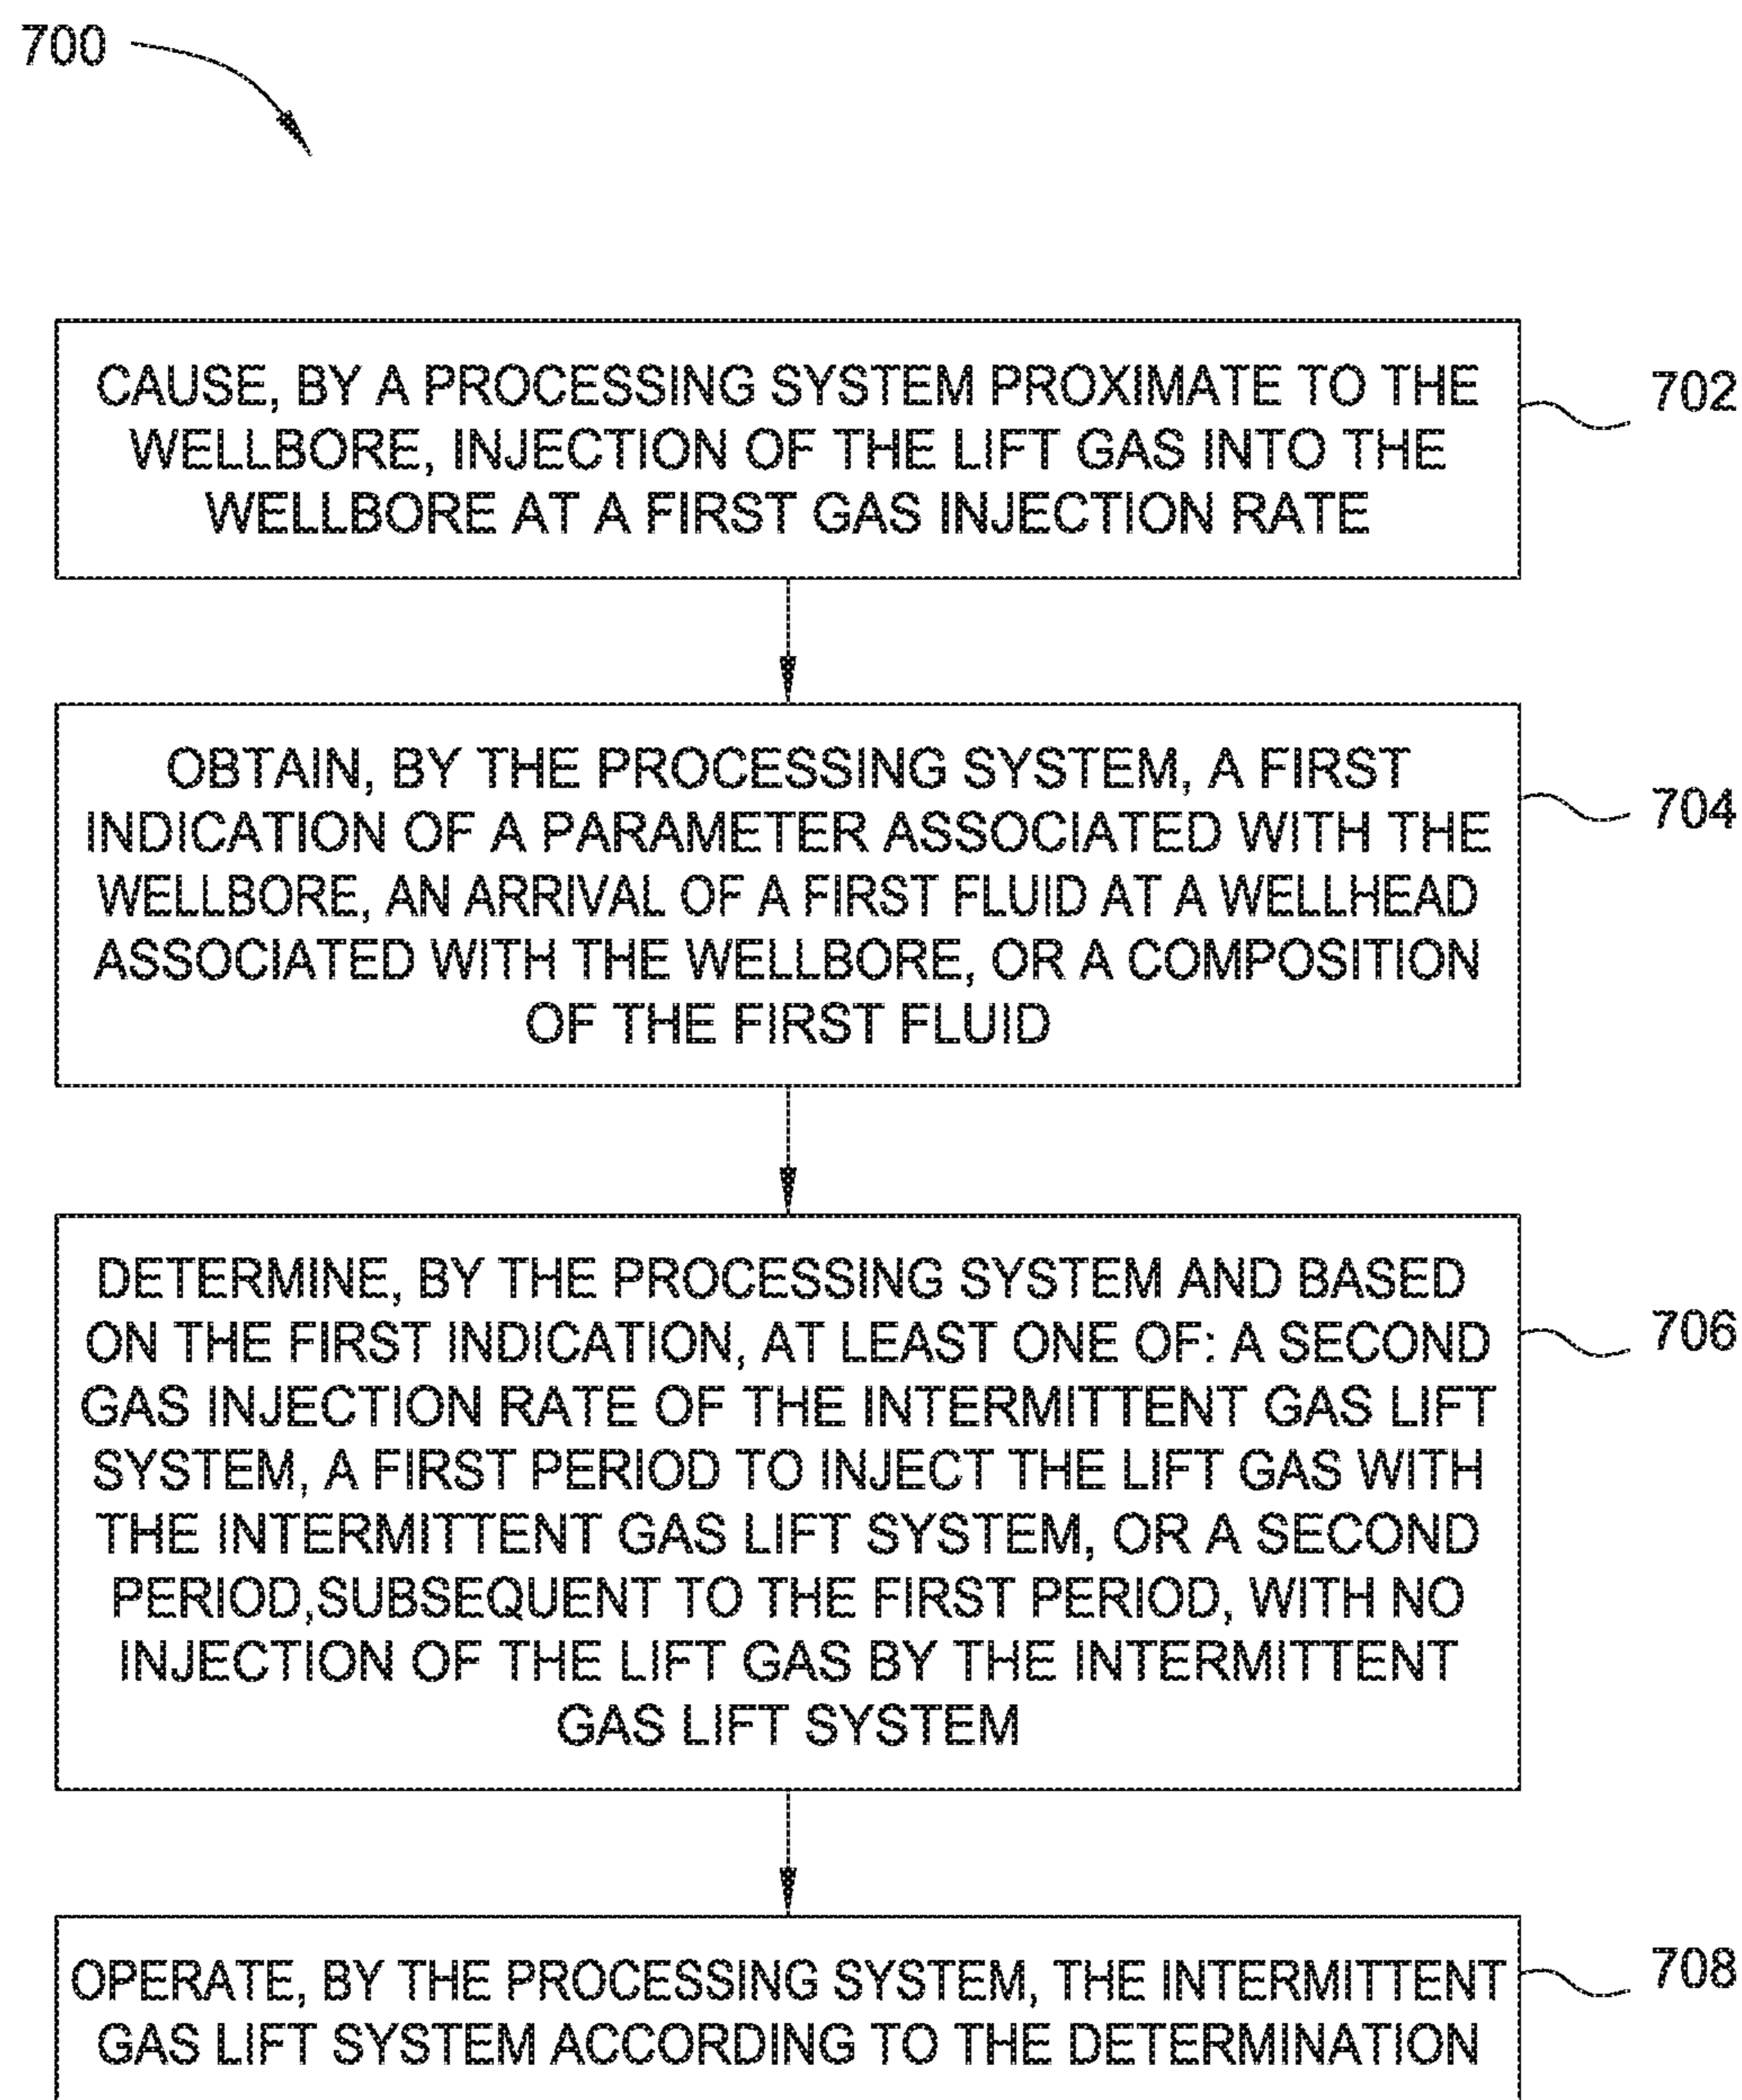 700
CAUSE, BY A PROCESSING SYSTEM PROXIMATE TO THE
WELLBORE, INJECTION OF THE LIFT GAS INTO THE
WELLBORE AT A FIRST GAS INJECTION RATE
702
OBTAIN, BY THE PROCESSING SYSTEM, A FIRST
INDICATION OF A PARAMETER ASSOCIATED WITH THE
WELLBORE, AN ARRIVAL OF A FIRST FLUID AT A WELLHEAD
ASSOCIATED WITH THE WELLBORE, OR A COMPOSITION
OF THE FIRST FLUID
704
DETERMINE, BY THE PROCESSING SYSTEM AND BASED
ON THE FIRST INDICATION, AT LEAST ONE OF: A SECOND
GAS INJECTION RATE OF THE INTERMITTENT GAS LIFT
SYSTEM, A FIRST PERIOD TO INJECT THE LIFT GAS WITH
THE INTERMITTENT GAS LIFT SYSTEM, OR A SECOND
PERIOD,SUBSEQUENT TO THE FIRST PERIOD, WITH NO
INJECTION OF THE LIFT GAS BY THE INTERMITTENT
GAS LIFT SYSTEM
706
OPERATE, BY THE PROCESSING SYSTEM, THE INTERMITTENT
GAS LIFT SYSTEM ACCORDING TO THE DETERMINATION
708